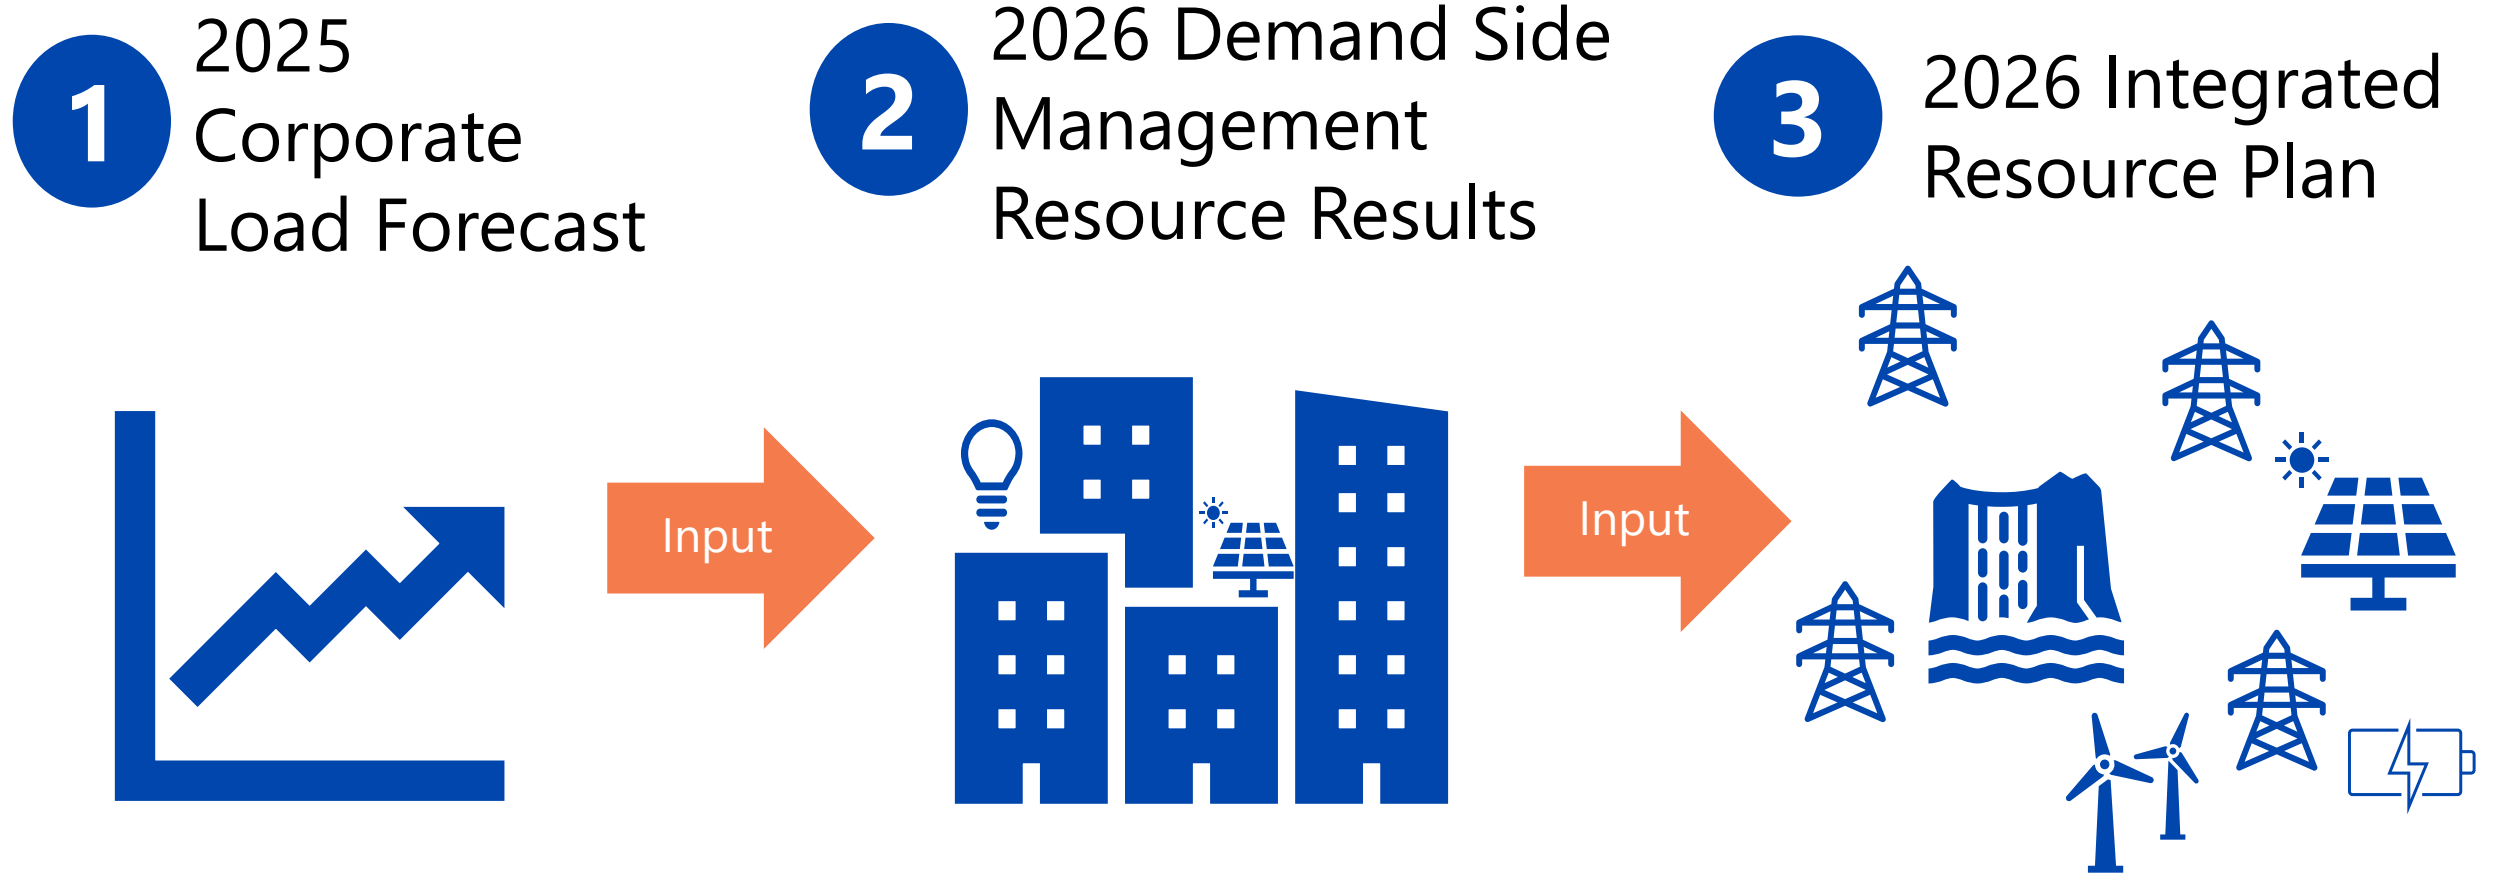 1
2025
Corporate
Load Forecast
2
2026 Demand Side
Management
Resource Results
3
2026 Integrated
Resource Plan
Input
Input